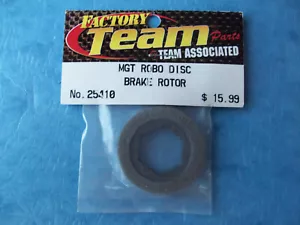 FACTORY
Team Parts
TEAM ASSOCIATED
MGT ROBO DISC
BRAKE ROTOR
No. 25410 $ 15.99